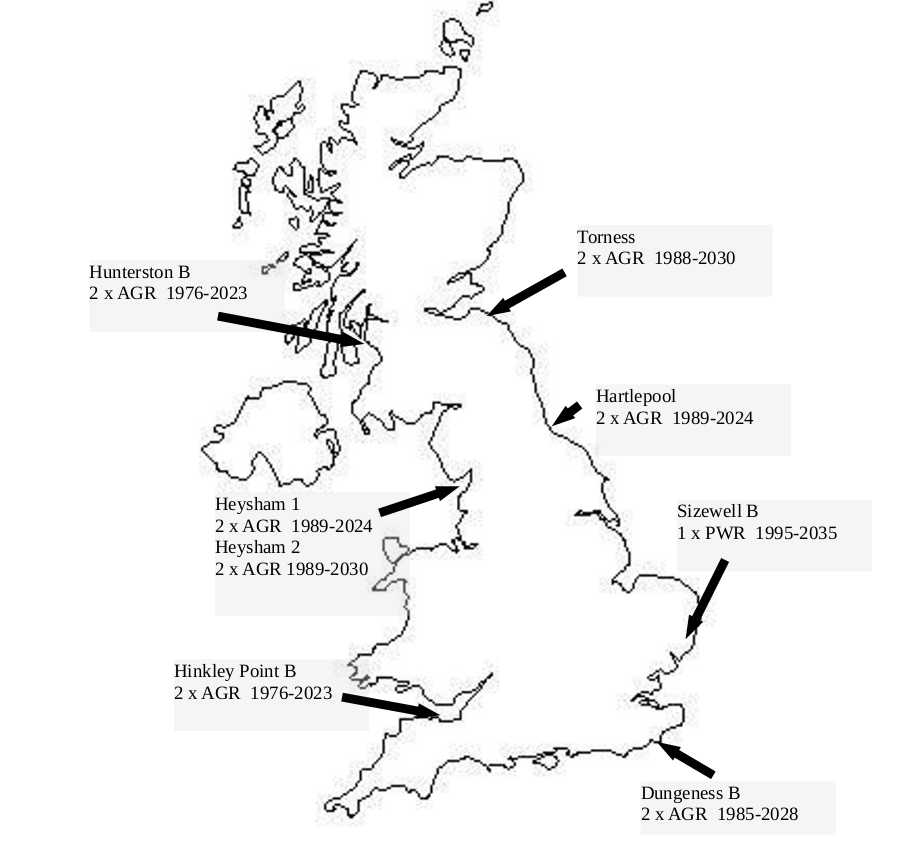 Torness
2 x AGR 1988-2030
Hunterston B
2 x AGR 1976-2023
Hartlepool
2 x AGR 1989-2024
Heysham 1
2 x AGR 1989-2024
Heysham 2
2 x AGR 1989-2030
Sizewell B
1 x PWR 1995-2035
Hinkley Point B
2 x AGR 1976-2023
Dungeness B
2 x AGR 1985-2028